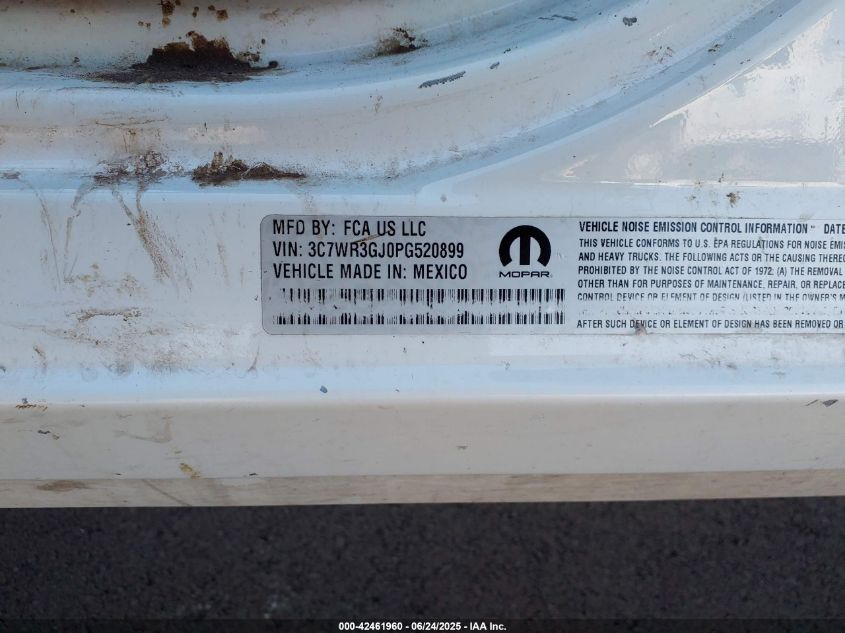 MFD BY: FCA US LLC
VIN: 3C7WR3GJ0PG520899
VEHICLE MADE IN: MEXICO
MOPAR
VEHICLE NOISE EMISSION CONTROL INFORMATION - DATE
THIS VEHICLE CONFORMS TO U.S. EPA REGULATIONS FOR NOISE
AND HEAVY TRUCKS. THE FOLLOWING ACTS OR THE CAUSING THEREO
PROHIBITED BY THE NOISE CONTROL ACT OF 1972. (A) THE REMOVAL
OTHER THAN FOR PURPOSES OF MAINTENANCE, REPAIR, OR REPLACE
CONTROL DEVICE OR ELEMENT OF DESIGN (LISTED IN THE OWNER'S M
AFTER SUCH DEVICE OR ELEMENT OF DESIGN HAS BEEN REMOVED OR
000-42461960 - 06/24/2025 - IAA Inc.